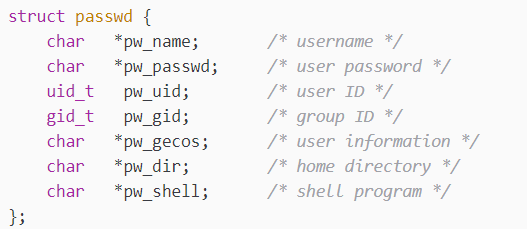 struct passwd {
    char   *pw_name;       /* username */
    char   *pw_passwd;     /* user password */
    uid_t   pw_uid;        /* user ID */
    gid_t   pw_gid;        /* group ID */
    char   *pw_gecos;      /* user information */
    char   *pw_dir;        /* home directory */
    char   *pw_shell;      /* shell program */
};